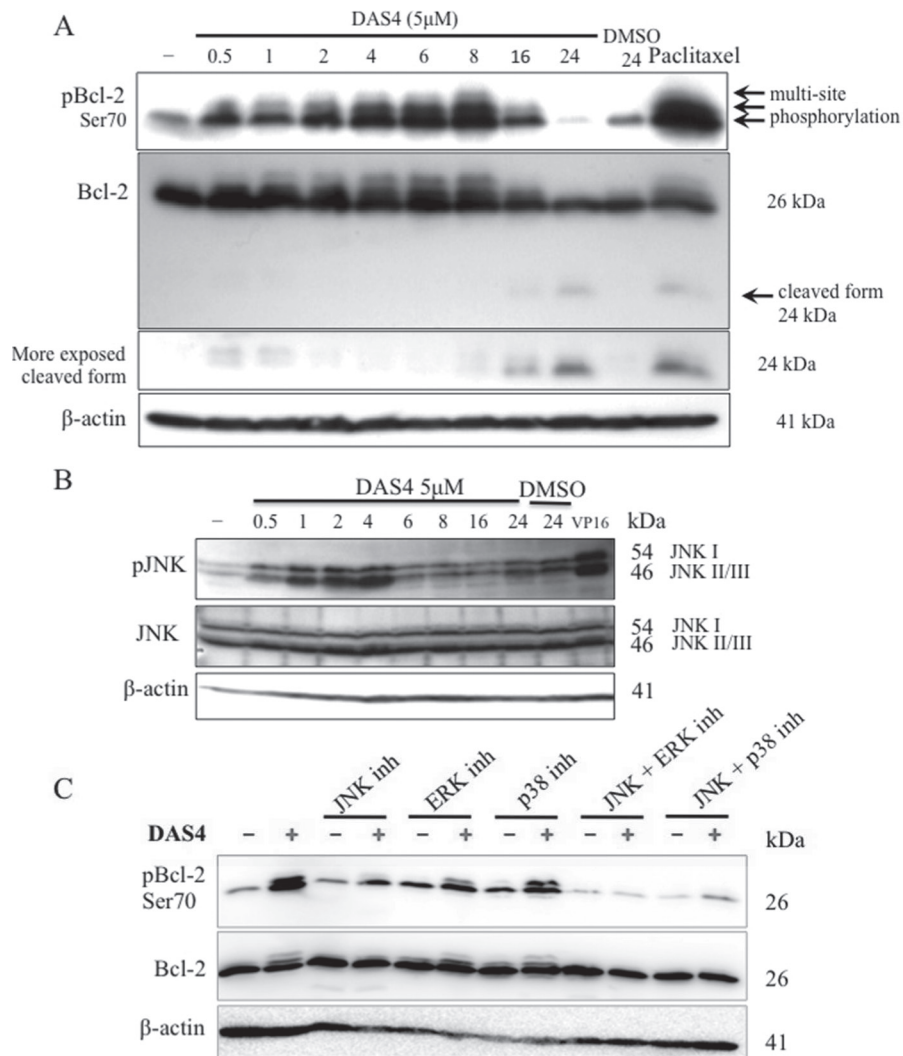 A
DAS4 (5μM)
DMSO
– 0.5 1 2 4 6 8 16 24 24 Paclitaxel
pBcl-2
Ser70
multi-site
phosphorylation
Bcl-2
26 kDa
cleaved form
24 kDa
More exposed
cleaved form
24 kDa
β-actin
41 kDa
B
DAS4 5μM
DMSO
– 0.5 1 2 4 6 8 16 24 24 VP16 kDa
pJNK
54 JNK I
46 JNK II/III
JNK
54 JNK I
46 JNK II/III
β-actin
41
C
JNK inh
ERK inh
p38 inh
JNK + ERK inh
JNK + p38 inh
DAS4 – + – + – + – + – + – + kDa
pBcl-2
Ser70
26
Bcl-2
26
β-actin
41